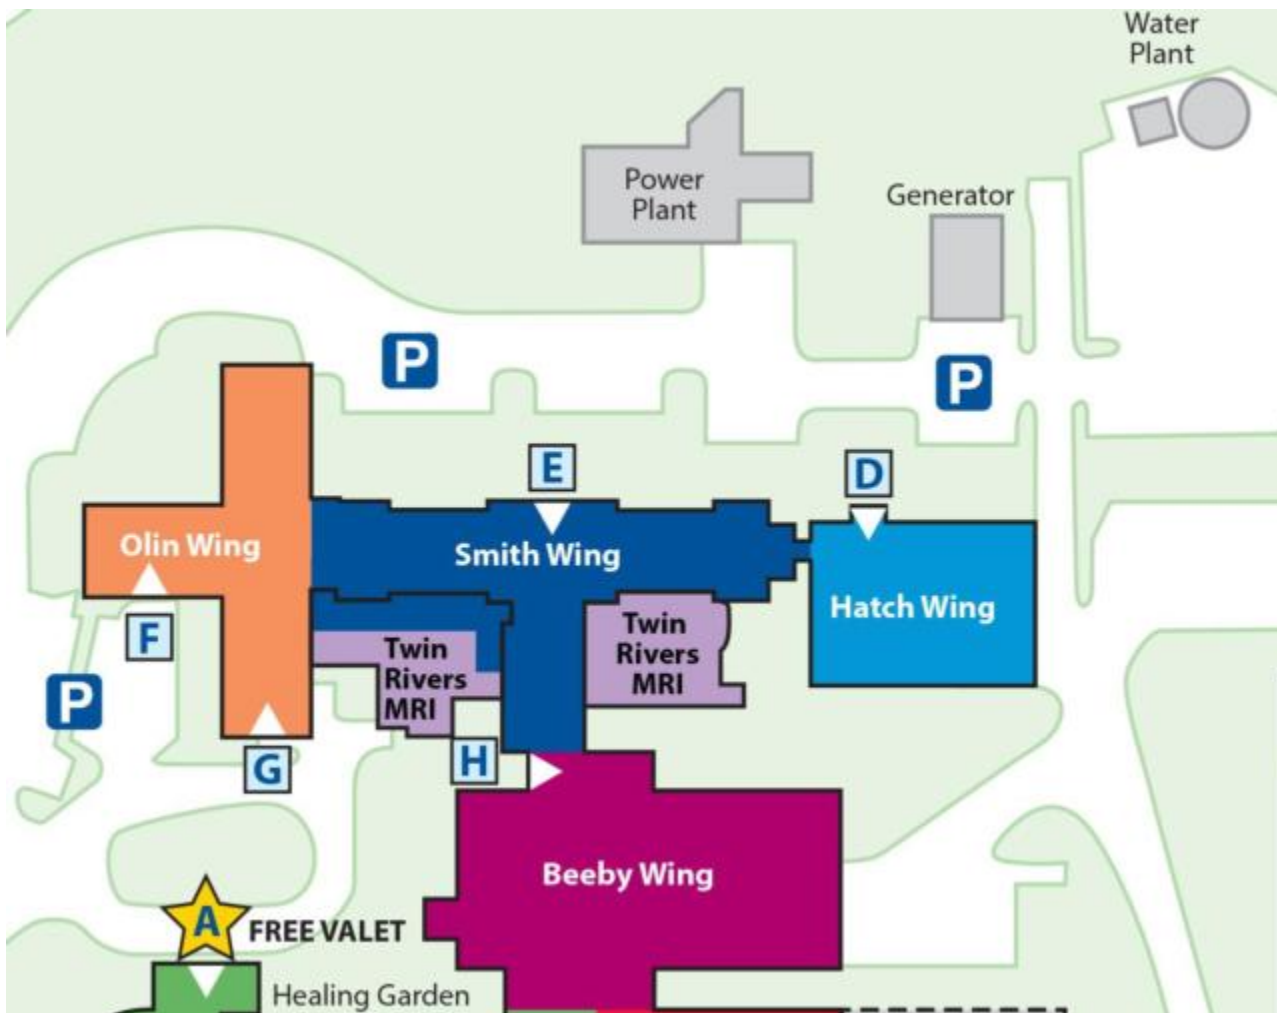 Water
Plant
Power
Plant
Generator
P
P
E
D
Olin Wing
Smith Wing
Hatch Wing
F
Twin
Rivers
MRI
Twin
Rivers
MRI
P
G
H
Beeby Wing
A
FREE VALET
Healing Garden